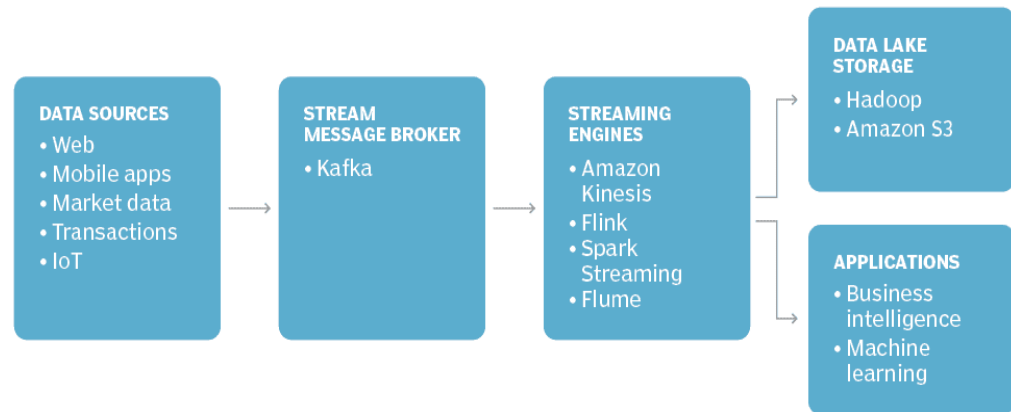 DATA SOURCES
• Web
• Mobile apps
• Market data
• Transactions
• IoT
STREAM
MESSAGE BROKER
• Kafka
STREAMING
ENGINES
• Amazon
Kinesis
• Flink
• Spark
Streaming
• Flume
DATA LAKE
STORAGE
• Hadoop
• Amazon S3
APPLICATIONS
• Business
intelligence
• Machine
learning